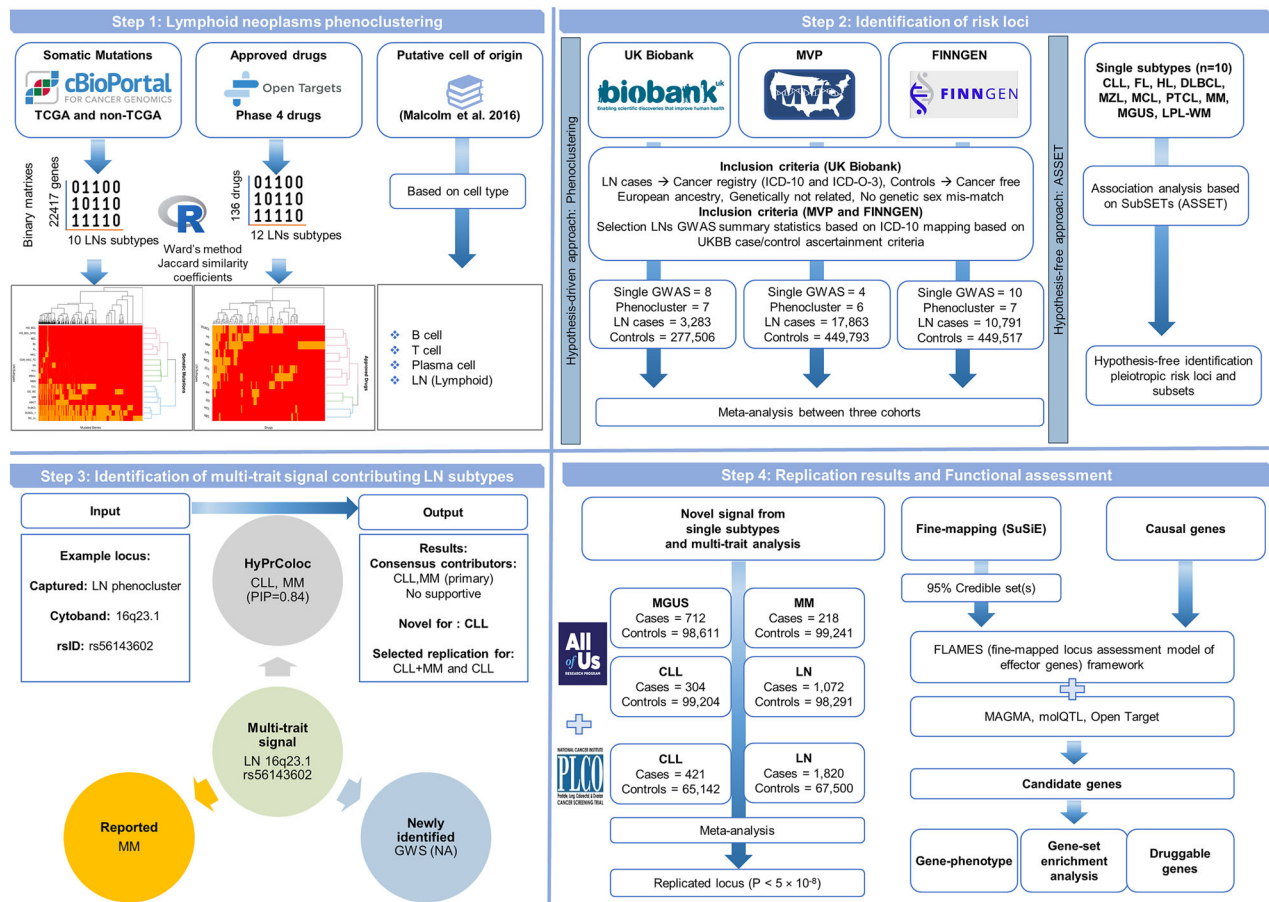 Step 1: Lymphoid neoplasms phenoclustering
Somatic Mutations
cBioPortal
FOR CANCER GENOMICS
TCGA and non-TCGA
Approved drugs
Open Targets
Phase 4 drugs
Putative cell of origin
(Malcolm et al. 2016)
Binary matrixes
22417 genes
01100
10110
11110
10 LNs subtypes
R
Ward's method
Jaccard similarity
coefficients
136 drugs
01100
10110
11110
12 LNs subtypes
Based on cell type
Somatic Mutations
Mutated Genes
Approved Drugs
Drugs
B cell
T cell
Plasma cell
LN (Lymphoid)
Step 2: Identification of risk loci
Hypothesis-driven approach: Phenoclustering
UK Biobank
biobank uk
Enabling scientific discoveries that improve human health
MVP
MVP
FINNGEN
FINNGEN
Inclusion criteria (UK Biobank)
LN cases → Cancer registry (ICD-10 and ICD-O-3), Controls → Cancer free
European ancestry, Genetically not related, No genetic sex mis-match
Inclusion criteria (MVP and FINNGEN)
Selection LNs GWAS summary statistics based on ICD-10 mapping based on
UKBB case/control ascertainment criteria
Single GWAS = 8
Phenocluster = 7
LN cases = 3,283
Controls = 277,506
Single GWAS = 4
Phenocluster = 6
LN cases = 17,863
Controls = 449,793
Single GWAS = 10
Phenocluster = 7
LN cases = 10,791
Controls = 449,517
Meta-analysis between three cohorts
Hypothesis-free approach: ASSET
Single subtypes (n=10)
CLL, FL, HL, DLBCL,
MZL, MCL, PTCL, MM,
MGUS, LPL-WM
Association analysis based
on SubSETs (ASSET)
Hypothesis-free identification
pleiotropic risk loci and
subsets
Step 3: Identification of multi-trait signal contributing LN subtypes
Input
Output
Example locus:
Captured: LN phenocluster
Cytoband: 16q23.1
rsID: rs56143602
HyPrColoc
CLL, MM
(PIP=0.84)
Results:
Consensus contributors:
CLL,MM (primary)
No supportive
Novel for : CLL
Selected replication for:
CLL+MM and CLL
Multi-trait
signal
LN 16q23.1
rs56143602
Reported
MM
Newly
identified
GWS (NA)
Step 4: Replication results and Functional assessment
Novel signal from
single subtypes
and multi-trait analysis
MGUS
Cases = 712
Controls = 98,611
MM
Cases = 218
Controls = 99,241
All
of Us
RESEARCH PROGRAM
CLL
Cases = 304
Controls = 99,204
LN
Cases = 1,072
Controls = 98,291
NATIONAL CANCER INSTITUTE
PLCO
Prostate, Lung, Colorectal, & Ovarian
CANCER SCREENING TRIAL
CLL
Cases = 421
Controls = 65,142
LN
Cases = 1,820
Controls = 67,500
Meta-analysis
Replicated locus (P < 5 × 10⁻⁸)
Fine-mapping (SuSiE)
Causal genes
95% Credible set(s)
FLAMES (fine-mapped locus assessment model of
effector genes) framework
MAGMA, molQTL, Open Target
Candidate genes
Gene-phenotype
Gene-set
enrichment
analysis
Druggable
genes